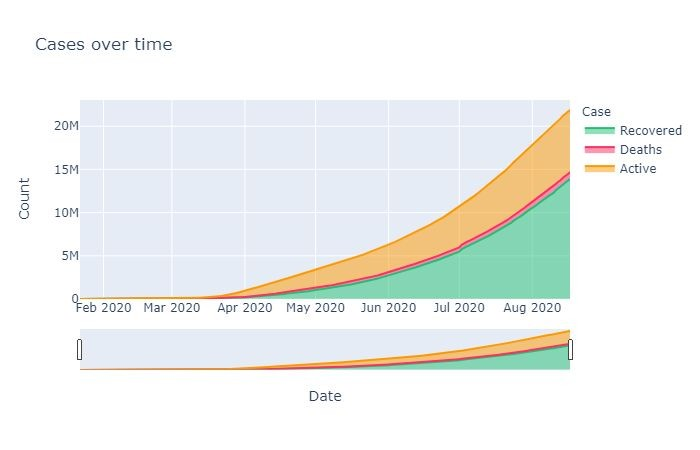 Cases over time
Case
Recovered
Deaths
Active
Count
20M
15M
10M
5M
0
Feb 2020 Mar 2020 Apr 2020 May 2020 Jun 2020 Jul 2020 Aug 2020
Date